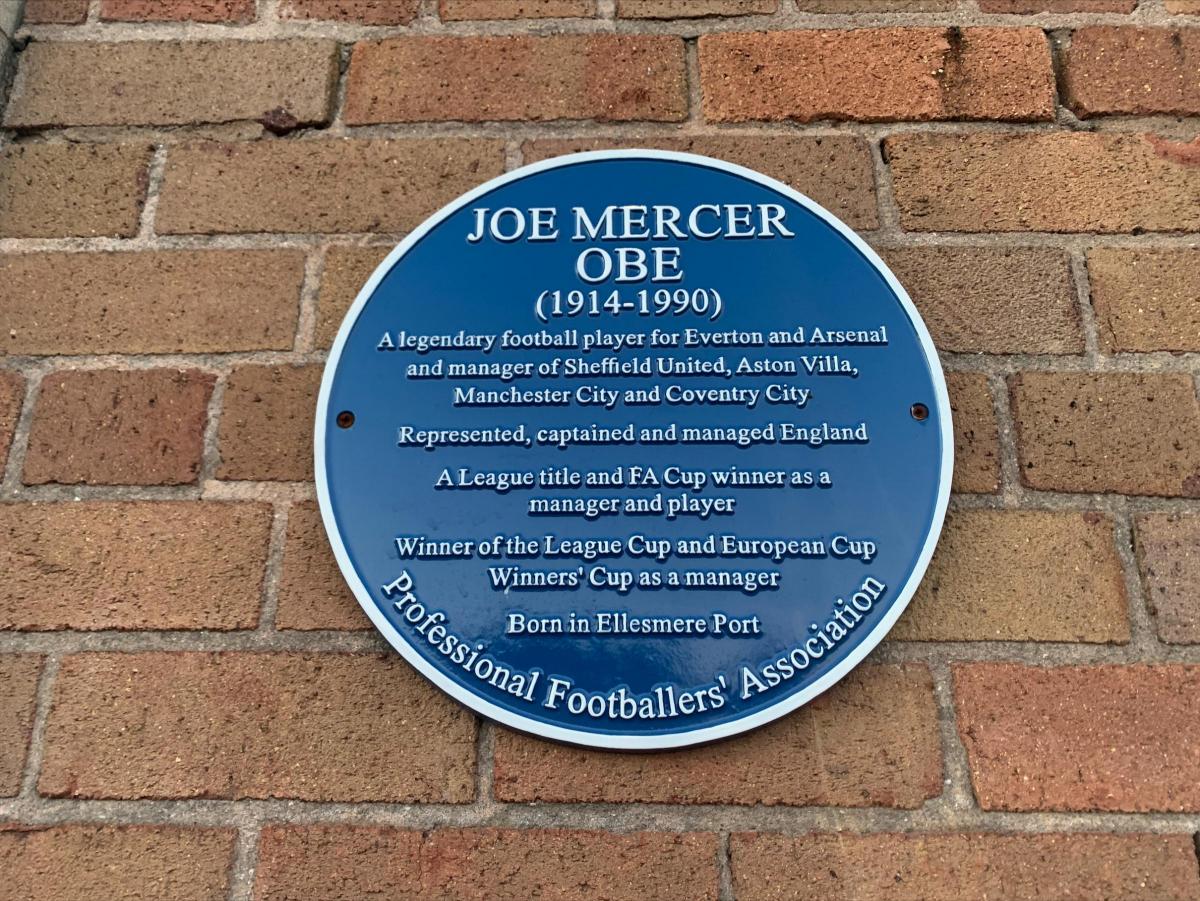 JOE MERCER
OBE
(1914-1990)
A legendary football player for Everton and Arsenal
and manager of Sheffield United, Aston Villa,
Manchester City and Coventry City
Represented, captained and managed England
A League title and FA Cup winner as a
manager and player
Winner of the League Cup and European Cup
Winners' Cup as a manager
Born in Ellesmere Port
Professional Footballers' Association